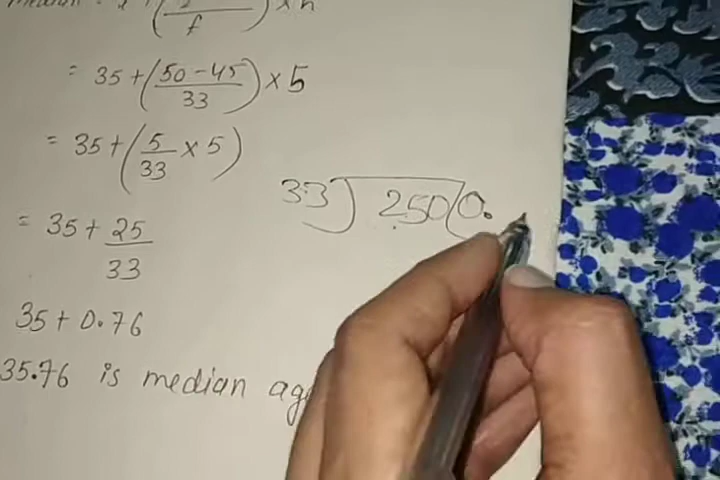 f
= 35 + (50 - 45 / 33) × 5
= 35 + (5 / 33 × 5)
33 ) 250 ( 0.
= 35 + 25 / 33
35 + 0.76
35.76 is median